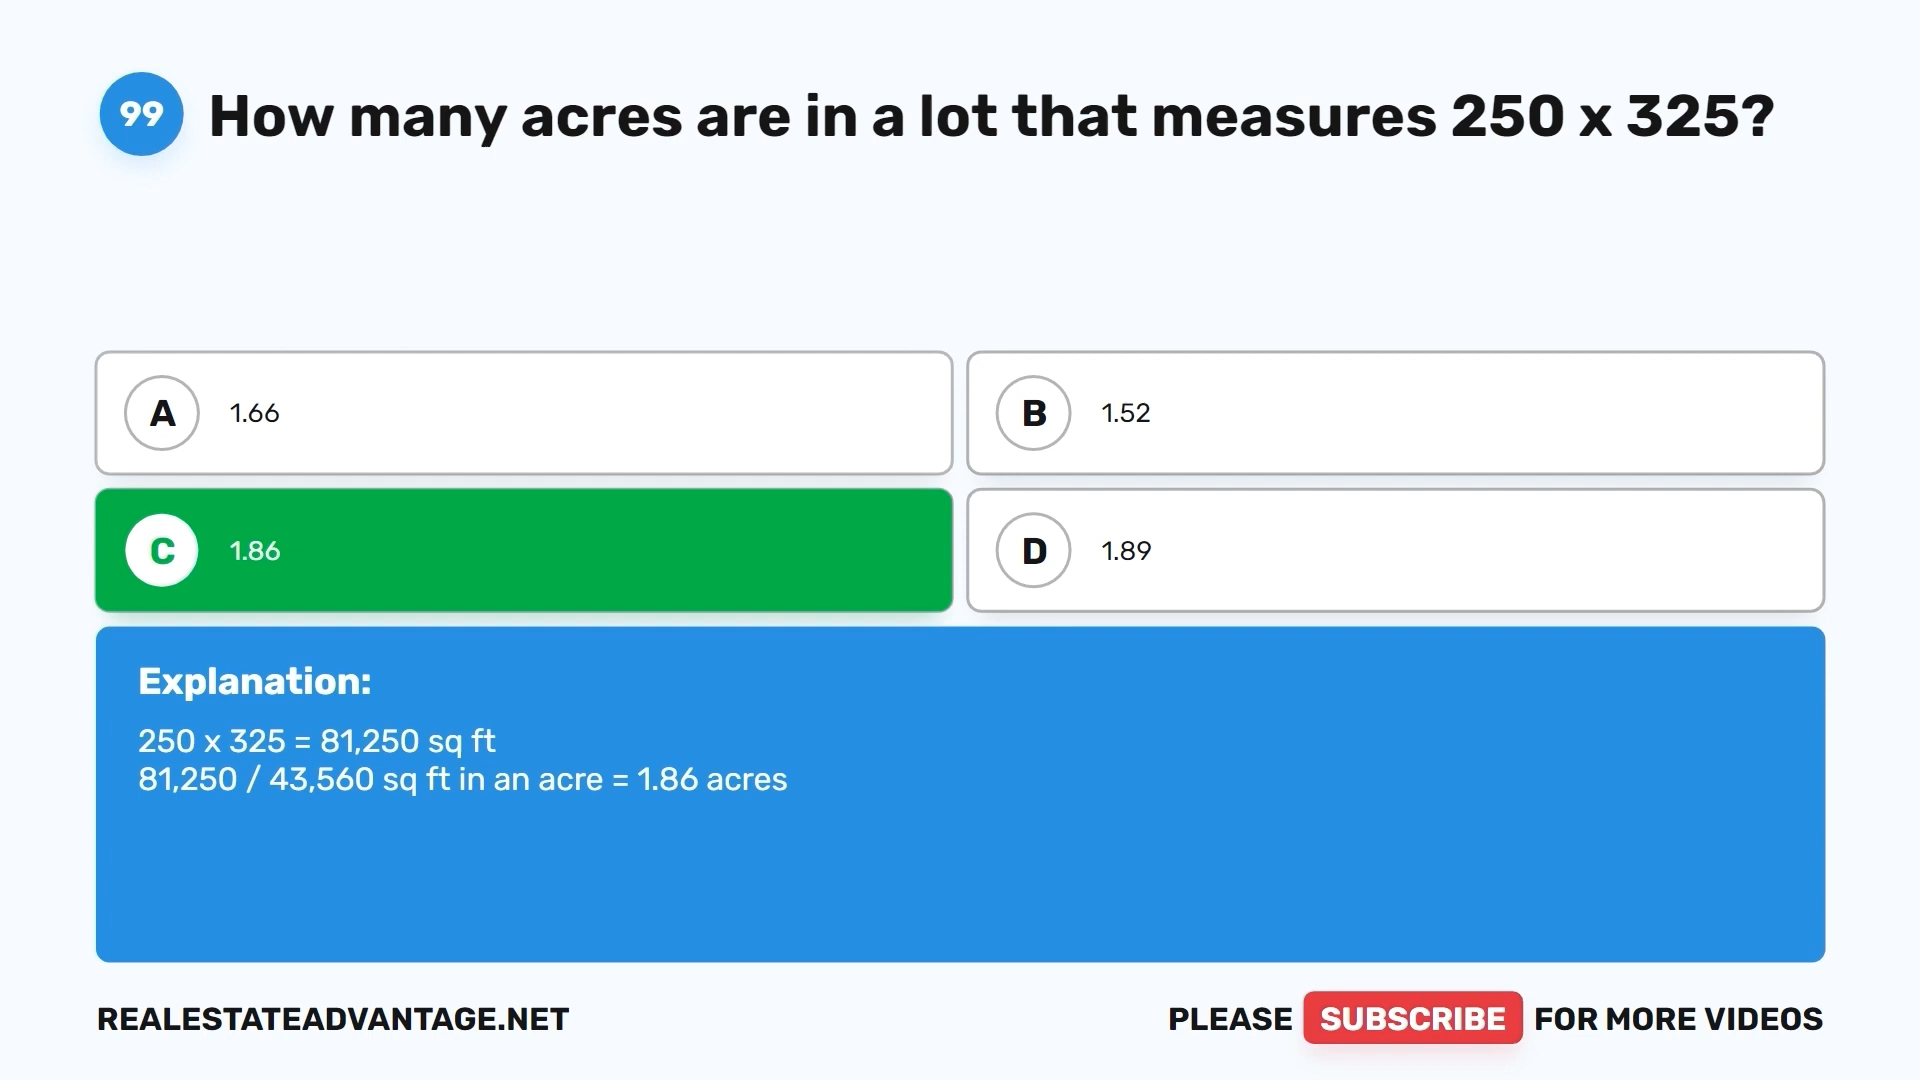 99 How many acres are in a lot that measures 250 x 325?
A 1.66
B 1.52
C 1.86
D 1.89
Explanation:
250 x 325 = 81,250 sq ft
81,250 / 43,560 sq ft in an acre = 1.86 acres
REALESTATEADVANTAGE.NET
PLEASE SUBSCRIBE FOR MORE VIDEOS